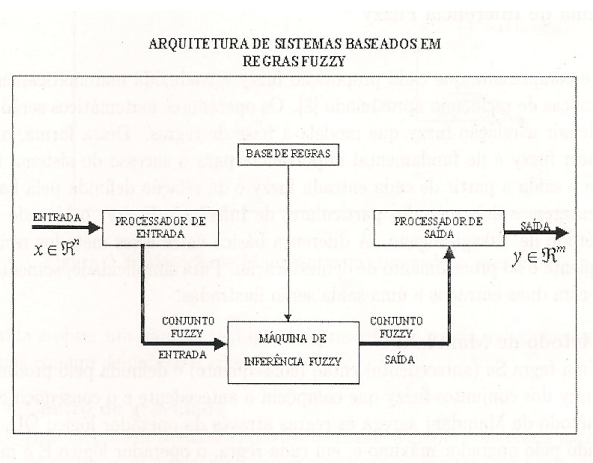 ARQUITETURA DE SISTEMAS BASEADOS EM
REGRAS FUZZY
BASE DE REGRAS
ENTRADA
x ∈ ℜⁿ
PROCESSADOR DE
ENTRADA
PROCESSADOR DE
SAÍDA
SAÍDA
y ∈ ℜᵐ
CONJUNTO
FUZZY
ENTRADA
MÁQUINA DE
INFERÊNCIA FUZZY
CONJUNTO
FUZZY
SAÍDA